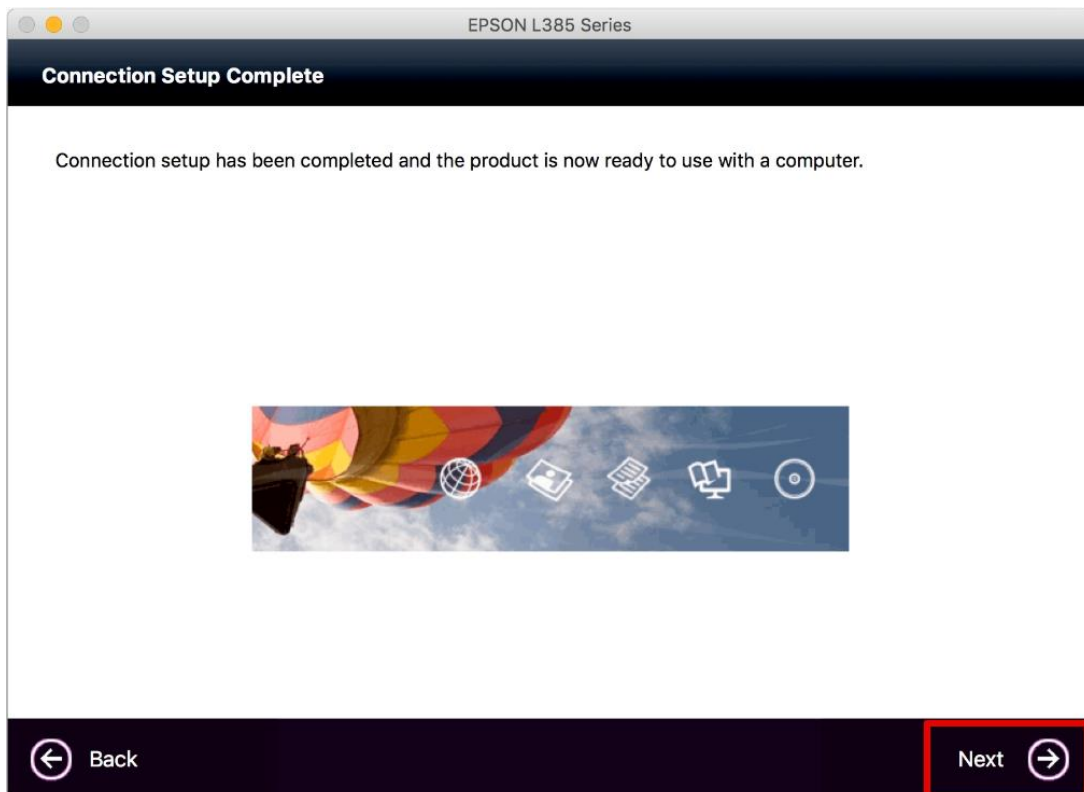 EPSON L385 Series
Connection Setup Complete
Connection setup has been completed and the product is now ready to use with a computer.
Back
Next